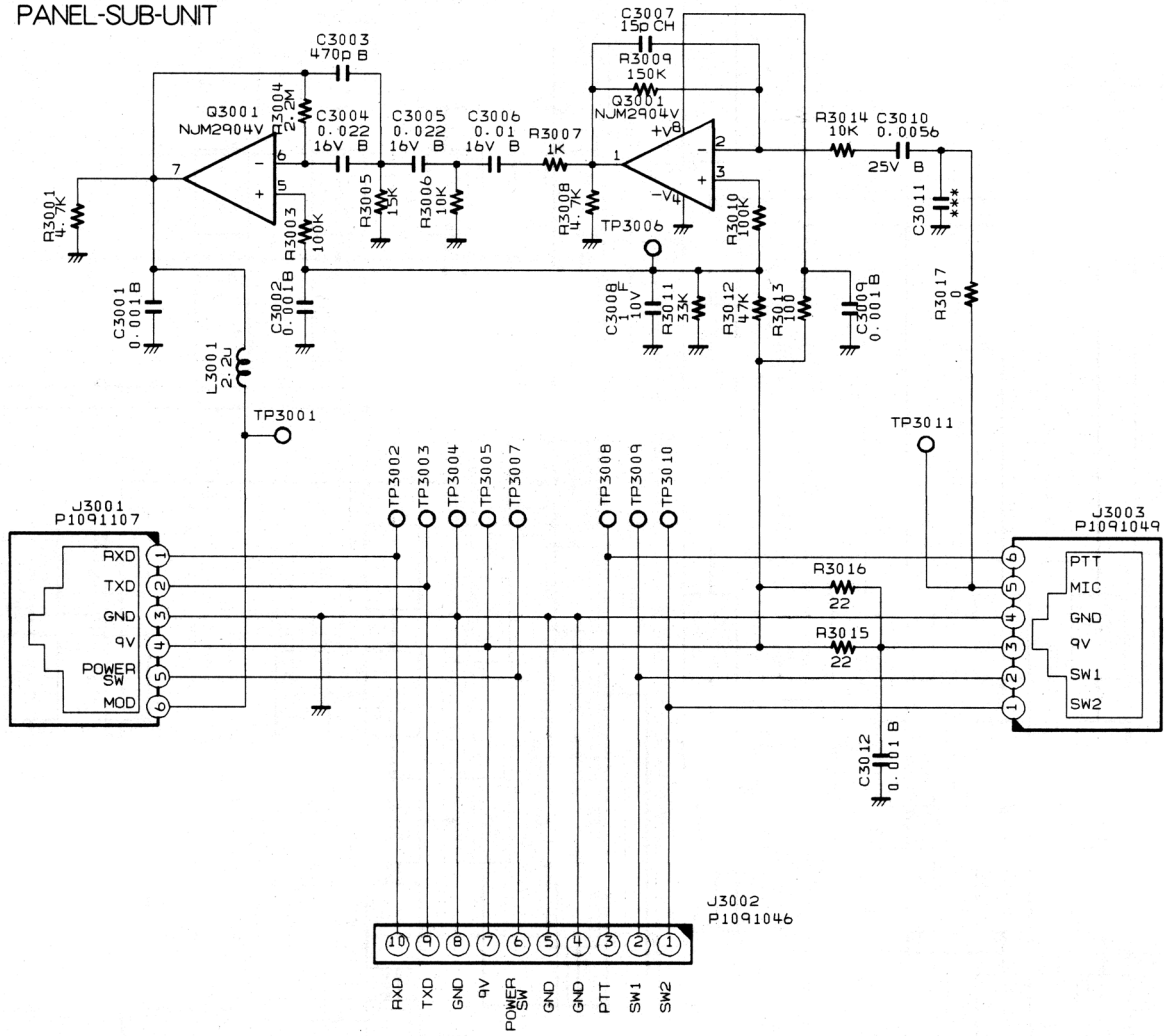 PANEL-SUB-UNIT
C3003
470p B
R3004
2.2M
Q3001
NJM2904V
C3004
0.022
16V B
C3005
0.022
16V B
C3006
0.01
16V B
R3007
1K
C3007
15p CH
R3009
150K
Q3001
NJM2904V
+V 8
-V 4
7
-
6
+
5
1
-
2
+
3
R3014
10K
C3010
0.0056
25V B
C3011
***
R3001
4.7K
R3003
100K
R3005
15K
R3006
10K
R3008
4.7K
R3010
100K
TP3006
R3017
0
C3001
0.001B
C3002
0.001B
C3008
1 F
10V
R3011
33K
R3012
47K
R3013
100
C3009
0.001B
L3001
2.2u
TP3001
TP3011
TP3002
TP3003
TP3004
TP3005
TP3007
TP3008
TP3009
TP3010
J3001
P1091107
RXD 1
TXD 2
GND 3
9V 4
POWER SW 5
MOD 6
J3003
P1091049
6 PTT
5 MIC
4 GND
3 9V
2 SW1
1 SW2
R3016
22
R3015
22
C3012
0.001 B
J3002
P1091046
10 9 8 7 6 5 4 3 2 1
RXD
TXD
GND
9V
POWER SW
GND
GND
PTT
SW1
SW2